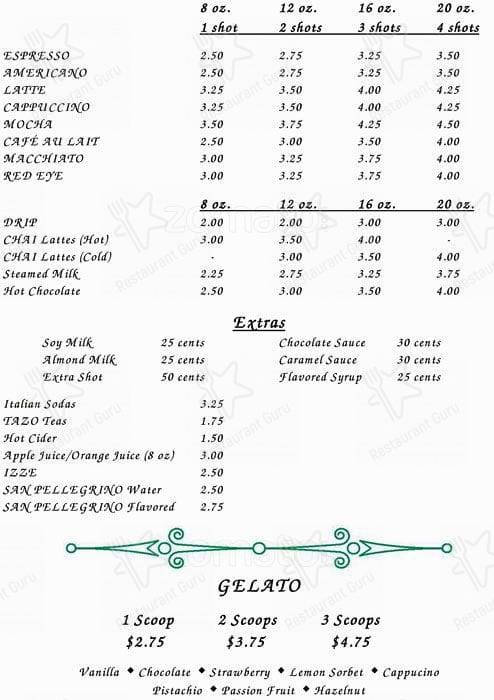 8 oz. 12 oz. 16 oz. 20 oz.
1 shot 2 shots 3 shots 4 shots
ESPRESSO 2.50 2.75 3.25 3.50
AMERICANO 2.50 2.75 3.25 3.50
LATTE 3.25 3.50 4.00 4.25
CAPPUCCINO 3.25 3.50 4.00 4.25
MOCHA 3.50 3.75 4.25 4.50
CAFÉ AU LAIT 2.50 3.00 3.50 4.00
MACCHIATO 3.00 3.25 3.75 4.00
RED EYE 3.00 3.25 3.75 4.00
8 oz. 12 oz. 16 oz. 20 oz.
DRIP 2.00 2.00 3.00 3.00
CHAI Lattes (Hot) 3.00 3.50 4.00 -
CHAI Lattes (Cold) - 3.00 3.50 4.00
Steamed Milk 2.25 2.75 3.25 3.75
Hot Chocolate 2.50 3.00 3.50 4.00
Extras
Soy Milk 25 cents Chocolate Sauce 30 cents
Almond Milk 25 cents Caramel Sauce 30 cents
Extra Shot 50 cents Flavored Syrup 25 cents
Italian Sodas 3.25
TAZO Teas 1.75
Hot Cider 1.50
Apple Juice/Orange Juice (8 oz) 3.00
IZZE 2.50
SAN PELLEGRINO Water 2.50
SAN PELLEGRINO Flavored 2.75
GELATO
1 Scoop 2 Scoops 3 Scoops
$2.75 $3.75 $4.75
Vanilla ◆ Chocolate ◆ Strawberry ◆ Lemon Sorbet ◆ Cappucino
Pistachio ◆ Passion Fruit ◆ Hazelnut
zomato
Restaurant Guru